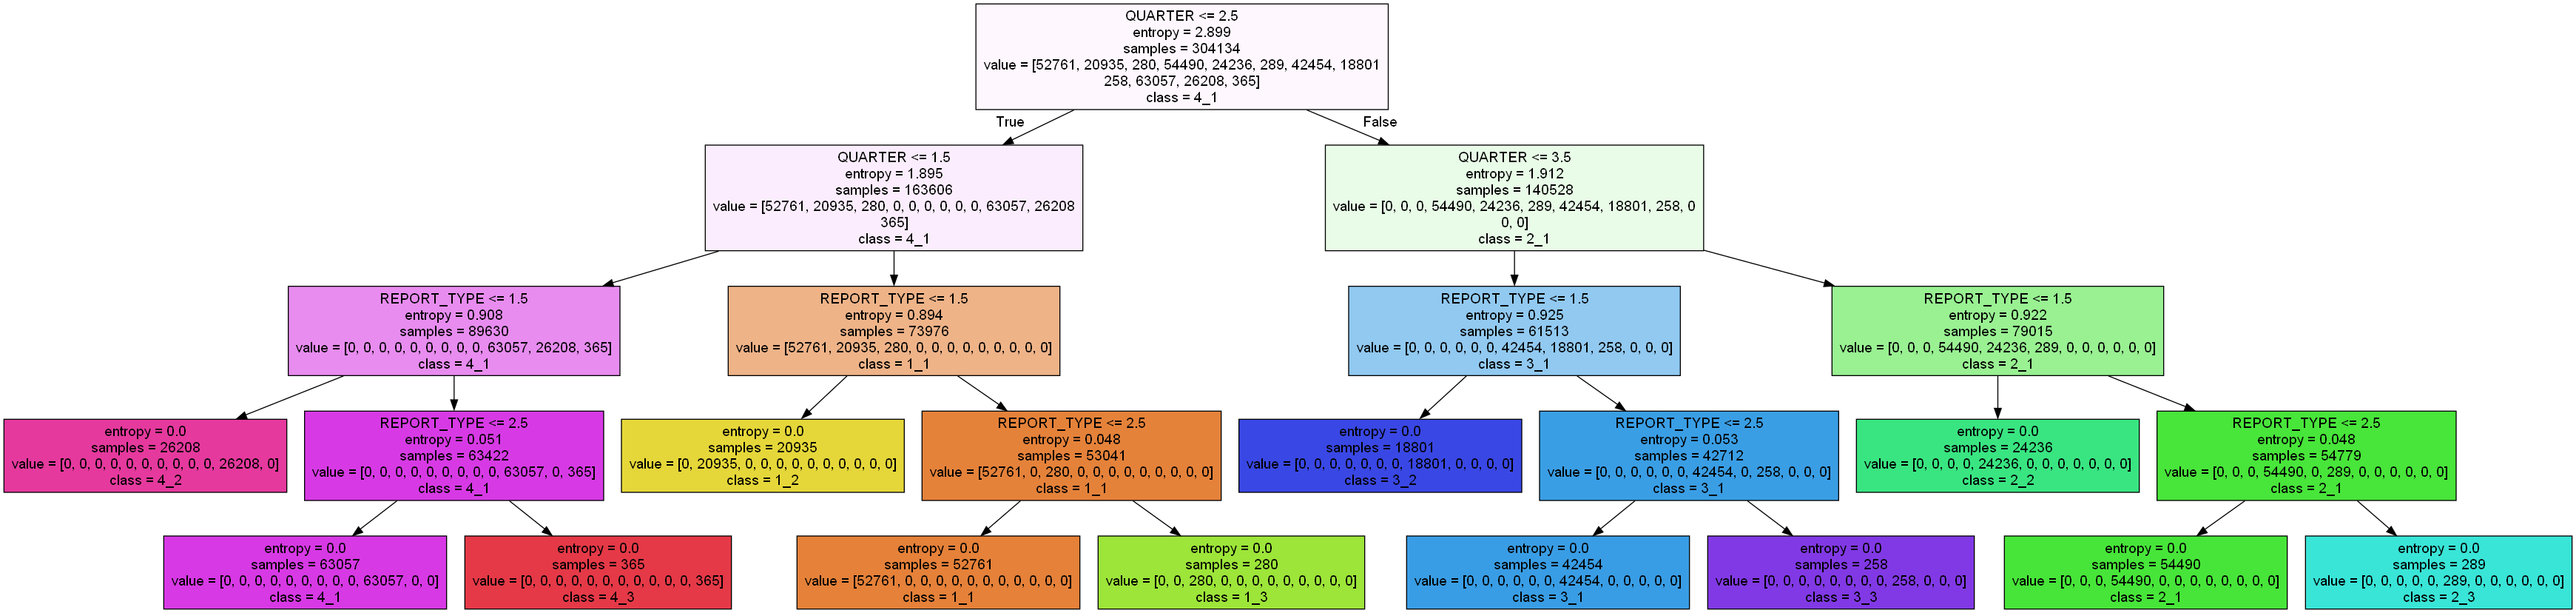 QUARTER <= 2.5
entropy = 2.899
samples = 304134
value = [52761, 20935, 280, 54490, 24236, 289, 42454, 18801
258, 63057, 26208, 365]
class = 4_1
True
False
QUARTER <= 1.5
entropy = 1.895
samples = 163606
value = [52761, 20935, 280, 0, 0, 0, 0, 0, 0, 63057, 26208
365]
class = 4_1
QUARTER <= 3.5
entropy = 1.912
samples = 140528
value = [0, 0, 0, 54490, 24236, 289, 42454, 18801, 258, 0
0, 0]
class = 2_1
REPORT_TYPE <= 1.5
entropy = 0.908
samples = 89630
value = [0, 0, 0, 0, 0, 0, 0, 0, 0, 63057, 26208, 365]
class = 4_1
REPORT_TYPE <= 1.5
entropy = 0.894
samples = 73976
value = [52761, 20935, 280, 0, 0, 0, 0, 0, 0, 0, 0, 0]
class = 1_1
REPORT_TYPE <= 1.5
entropy = 0.925
samples = 61513
value = [0, 0, 0, 0, 0, 0, 42454, 18801, 258, 0, 0, 0]
class = 3_1
REPORT_TYPE <= 1.5
entropy = 0.922
samples = 79015
value = [0, 0, 0, 54490, 24236, 289, 0, 0, 0, 0, 0, 0]
class = 2_1
entropy = 0.0
samples = 26208
value = [0, 0, 0, 0, 0, 0, 0, 0, 0, 0, 26208, 0]
class = 4_2
REPORT_TYPE <= 2.5
entropy = 0.051
samples = 63422
value = [0, 0, 0, 0, 0, 0, 0, 0, 0, 63057, 0, 365]
class = 4_1
entropy = 0.0
samples = 20935
value = [0, 20935, 0, 0, 0, 0, 0, 0, 0, 0, 0, 0]
class = 1_2
REPORT_TYPE <= 2.5
entropy = 0.048
samples = 53041
value = [52761, 0, 280, 0, 0, 0, 0, 0, 0, 0, 0, 0]
class = 1_1
entropy = 0.0
samples = 18801
value = [0, 0, 0, 0, 0, 0, 0, 18801, 0, 0, 0, 0]
class = 3_2
REPORT_TYPE <= 2.5
entropy = 0.053
samples = 42712
value = [0, 0, 0, 0, 0, 0, 42454, 0, 258, 0, 0, 0]
class = 3_1
entropy = 0.0
samples = 24236
value = [0, 0, 0, 0, 24236, 0, 0, 0, 0, 0, 0, 0]
class = 2_2
REPORT_TYPE <= 2.5
entropy = 0.048
samples = 54779
value = [0, 0, 0, 54490, 0, 289, 0, 0, 0, 0, 0, 0]
class = 2_1
entropy = 0.0
samples = 63057
value = [0, 0, 0, 0, 0, 0, 0, 0, 0, 63057, 0, 0]
class = 4_1
entropy = 0.0
samples = 365
value = [0, 0, 0, 0, 0, 0, 0, 0, 0, 0, 0, 365]
class = 4_3
entropy = 0.0
samples = 52761
value = [52761, 0, 0, 0, 0, 0, 0, 0, 0, 0, 0, 0]
class = 1_1
entropy = 0.0
samples = 280
value = [0, 0, 280, 0, 0, 0, 0, 0, 0, 0, 0, 0]
class = 1_3
entropy = 0.0
samples = 42454
value = [0, 0, 0, 0, 0, 0, 42454, 0, 0, 0, 0, 0]
class = 3_1
entropy = 0.0
samples = 258
value = [0, 0, 0, 0, 0, 0, 0, 0, 258, 0, 0, 0]
class = 3_3
entropy = 0.0
samples = 54490
value = [0, 0, 0, 54490, 0, 0, 0, 0, 0, 0, 0, 0]
class = 2_1
entropy = 0.0
samples = 289
value = [0, 0, 0, 0, 0, 289, 0, 0, 0, 0, 0, 0]
class = 2_3